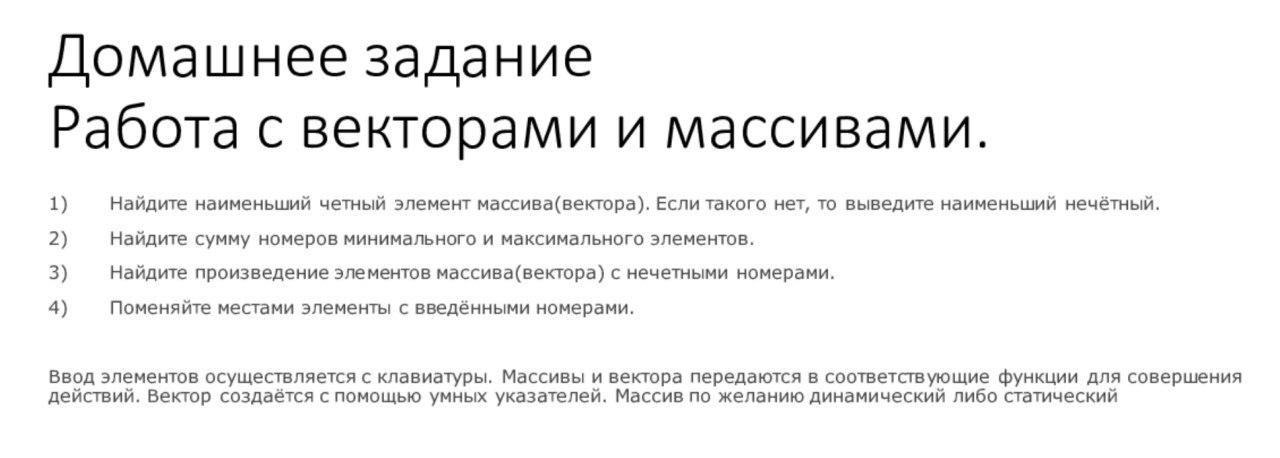 Домашнее задание
Работа с векторами и массивами.
1) Найдите наименьший четный элемент массива(вектора). Если такого нет, то выведите наименьший нечётный.
2) Найдите сумму номеров минимального и максимального элементов.
3) Найдите произведение элементов массива(вектора) с нечетными номерами.
4) Поменяйте местами элементы с введёнными номерами.
Ввод элементов осуществляется с клавиатуры. Массивы и вектора передаются в соответствующие функции для совершения
действий. Вектор создаётся с помощью умных указателей. Массив по желанию динамический либо статический